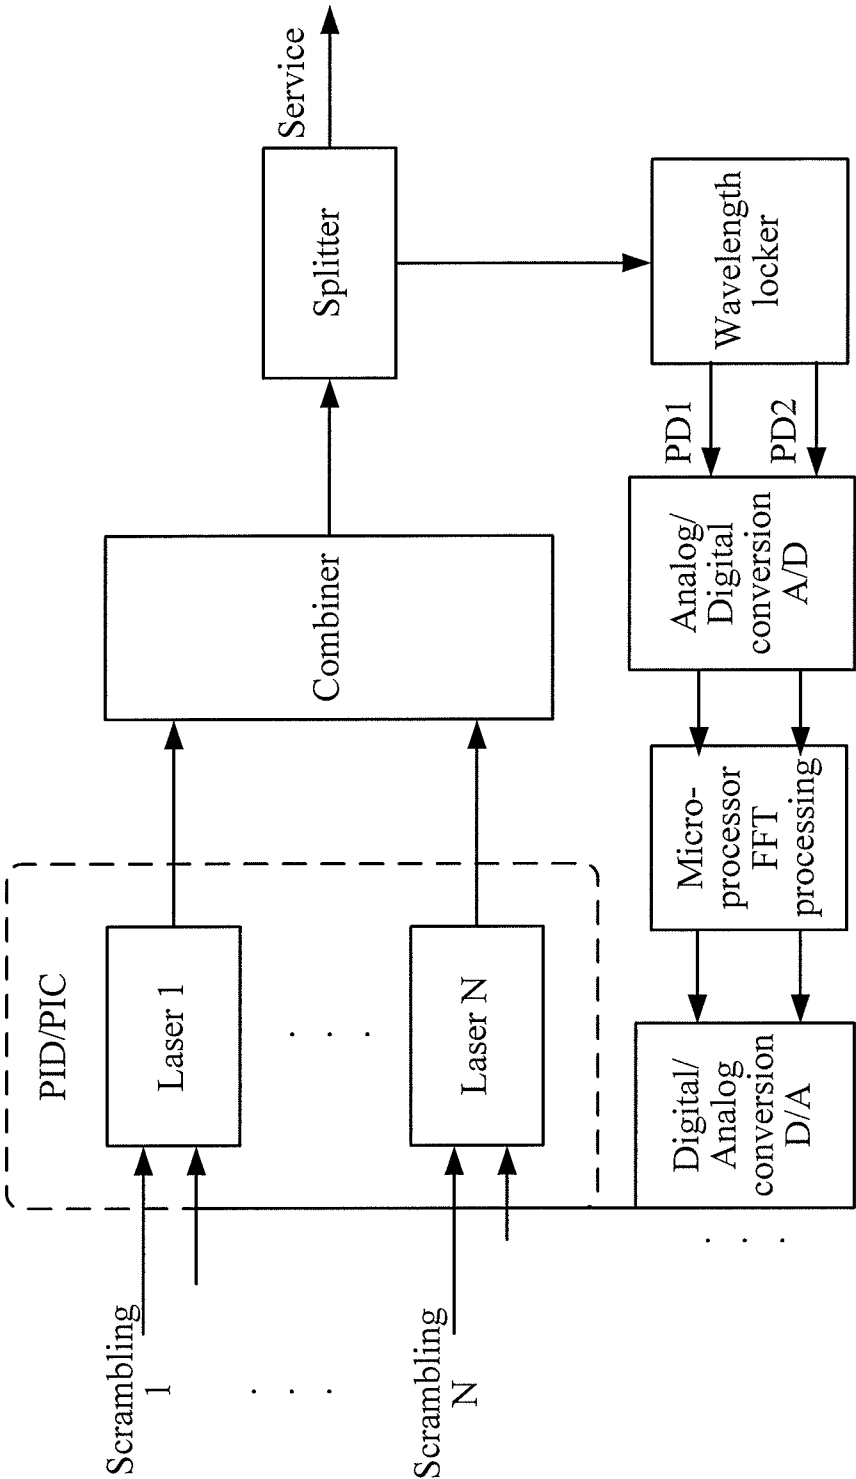 Scrambling
1
Scrambling
N
PID/PIC
Laser 1
Laser N
Combiner
Splitter
Service
Wavelength
locker
PD1
PD2
Analog/
Digital
conversion
A/D
Micro-
processor
FFT
processing
Digital/
Analog
conversion
D/A